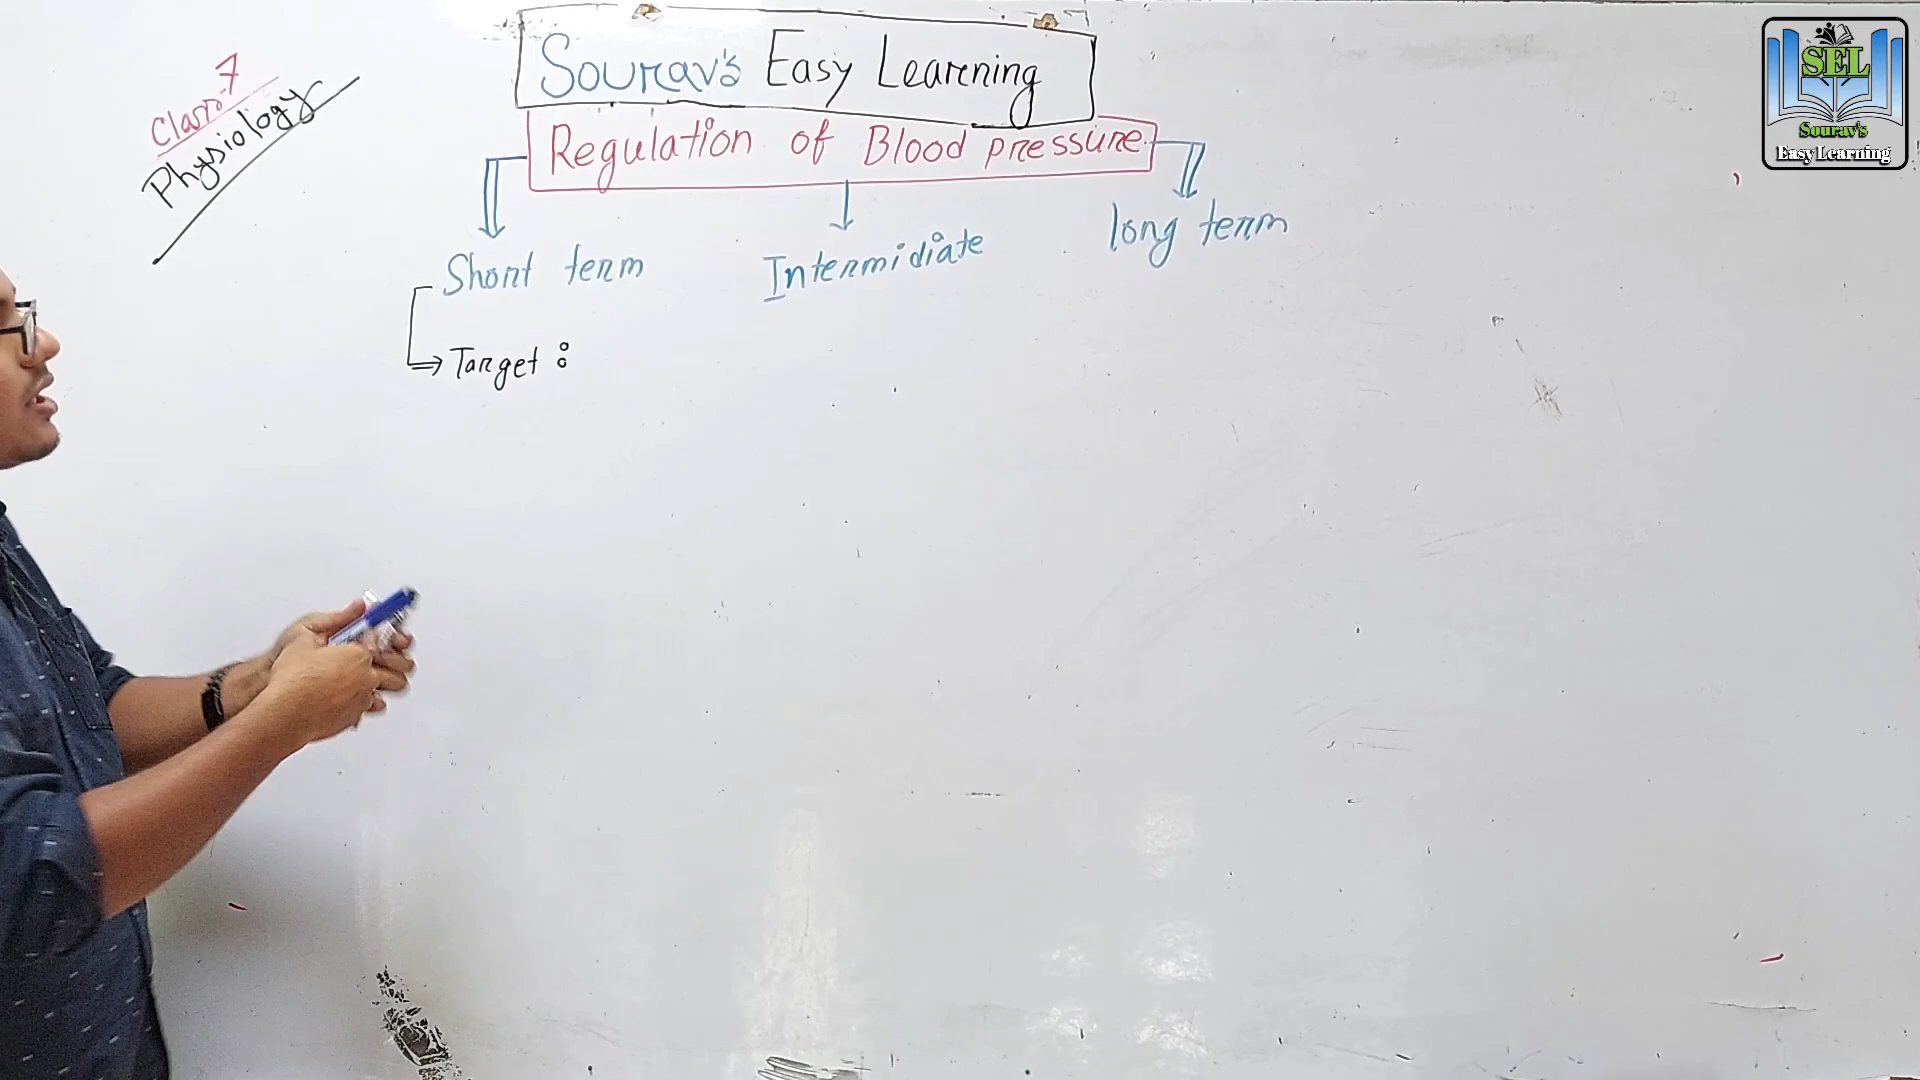 Class-7
Physiology
Sourav's Easy Learning
Regulation of Blood pressure
Short term
Intermidiate
long term
Target :
SEL
Sourav's
Easy Learning